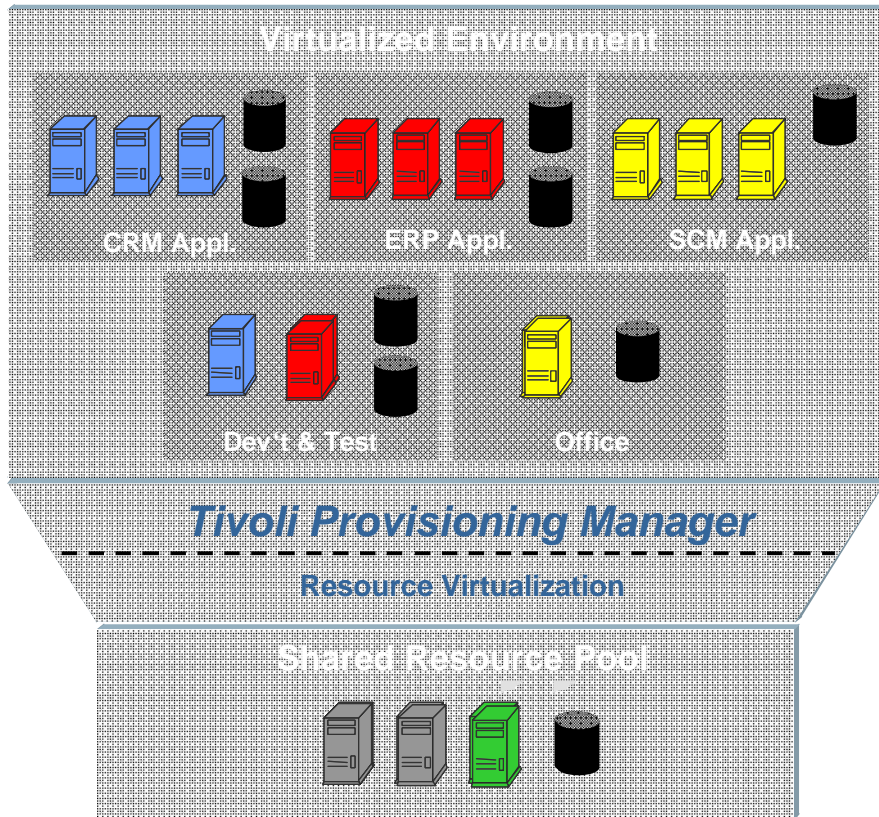 Virtualized Environment
CRM Appl.
ERP Appl.
SCM Appl.
Dev't & Test
Office
Tivoli Provisioning Manager
Resource Virtualization
Shared Resource Pool